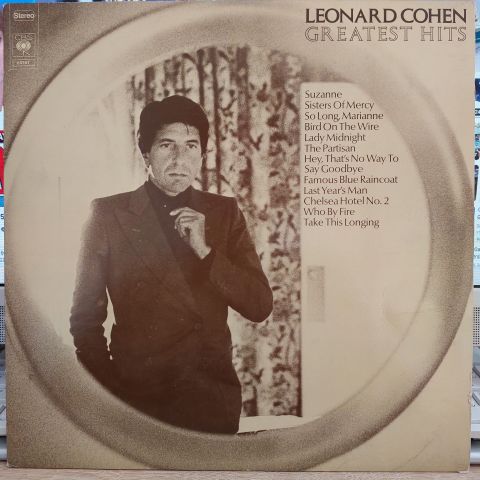 Stereo
CBS
LEONARD COHEN
GREATEST HITS
Suzanne
Sisters Of Mercy
So Long, Marianne
Bird On The Wire
Lady Midnight
The Partisan
Hey, That's No Way To
Say Goodbye
Famous Blue Raincoat
Last Year's Man
Chelsea Hotel No. 2
Who By Fire
Take This Longing